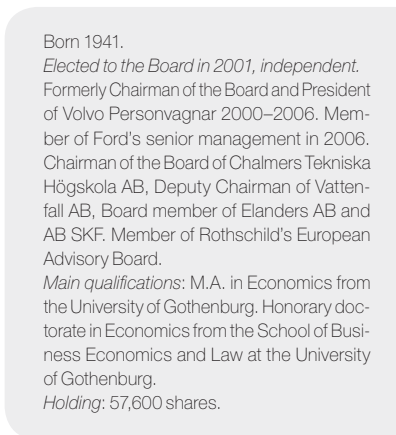 Born 1941.
Elected to the Board in 2001, independent.
Formerly Chairman of the Board and President
of Volvo Personvagnar 2000–2006. Mem-
ber of Ford's senior management in 2006.
Chairman of the Board of Chalmers Tekniska
Högskola AB, Deputy Chairman of Vatten-
fall AB, Board member of Elanders AB and
AB SKF. Member of Rothschild's European
Advisory Board.
Main qualifications: M.A. in Economics from
the University of Gothenburg. Honorary doc-
torate in Economics from the School of Busi-
ness Economics and Law at the University
of Gothenburg.
Holding: 57,600 shares.